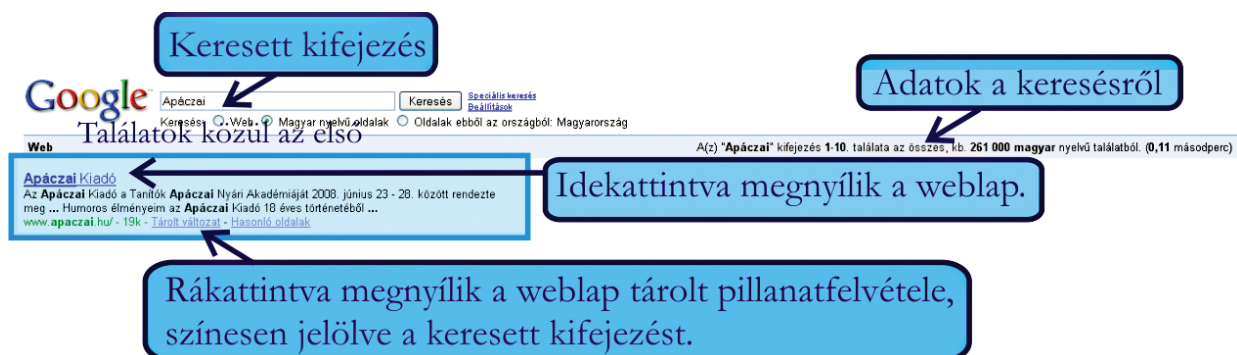 Keresett kifejezés
Adatok a keresésről
Google Apáczai Keresés Speciális keresés
Beállítások
Keresés: Web Magyar nyelvű oldalak Oldalak ebből az országból: Magyarország
Találatok közül az első
Web A(z) "Apáczai" kifejezés 1-10. találata az összes, kb. 261 000 magyar nyelvű találatból. (0,11 másodperc)
Apáczai Kiadó
Idekattintva megnyílik a weblap.
Az Apáczai Kiadó a Tanítók Apáczai Nyári Akadémiáját 2008. június 23 - 28. között rendezte
meg ... Humoros élményeim az Apáczai Kiadó 18 éves történetéből ...
www.apaczai.hu/ - 19k - Tárolt változat - Hasonló oldalak
Rákattintva megnyílik a weblap tárolt pillanatfelvétele,
színesen jelölve a keresett kifejezést.